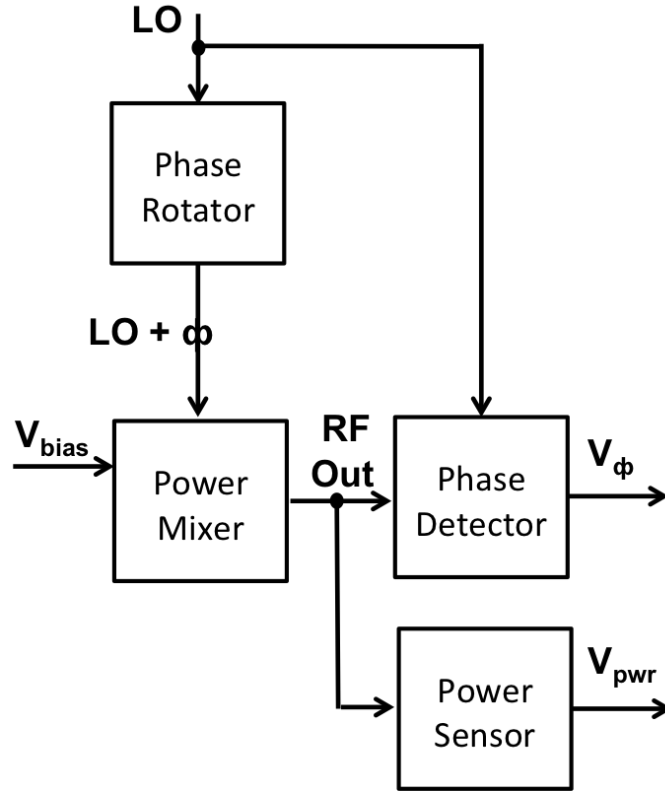 LO
Phase
Rotator
LO + ϕ
V_bias
Power
Mixer
RF
Out
Phase
Detector
V_ϕ
Power
Sensor
V_pwr